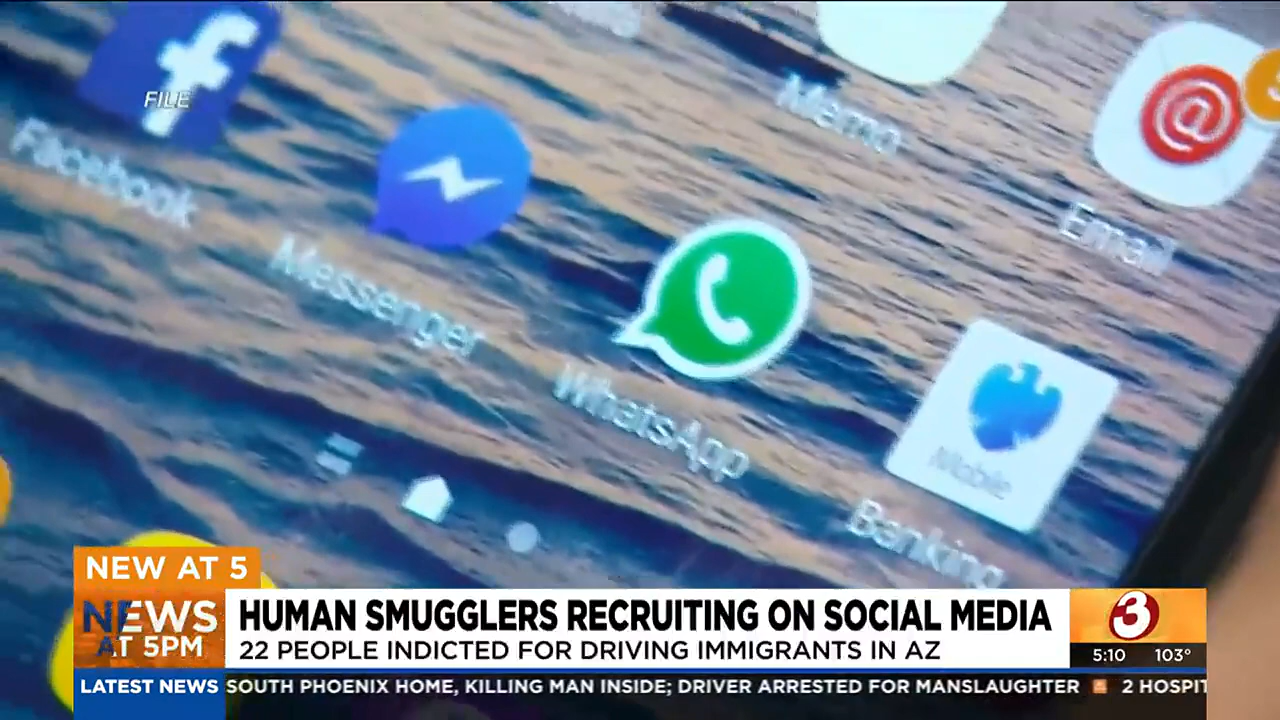 FILE
Facebook
Messenger
WhatsApp
Memo
Email
Mobile
Banking
NEW AT 5
NEWS
AT 5PM
HUMAN SMUGGLERS RECRUITING ON SOCIAL MEDIA
22 PEOPLE INDICTED FOR DRIVING IMMIGRANTS IN AZ
3
5:10 103°
LATEST NEWS SOUTH PHOENIX HOME, KILLING MAN INSIDE; DRIVER ARRESTED FOR MANSLAUGHTER 2 HOSPIT